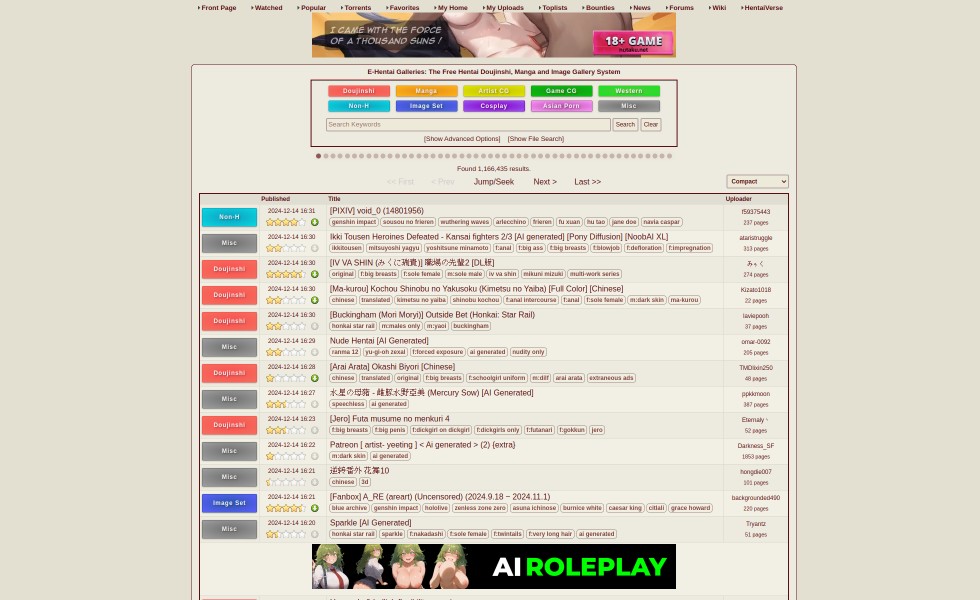 Front Page Watched Popular Torrents Favorites My Home My Uploads Toplists Bounties News Forums Wiki HentaiVerse
I CAME WITH THE FORCE
OF A THOUSAND SUNS !
18+ GAME
nutaku.net
E-Hentai Galleries: The Free Hentai Doujinshi, Manga and Image Gallery System
Doujinshi Manga Artist CG Game CG Western
Non-H Image Set Cosplay Asian Porn Misc
Search Keywords Search Clear
[Show Advanced Options] [Show File Search]
Found 1,166,435 results.
<< First < Prev Jump/Seek Next > Last >> Compact
Published Title Uploader
Non-H 2024-12-14 16:31 [PIXIV] void_0 (14801956) f59375443
genshin impact sousou no frieren wuthering waves arlecchino frieren fu xuan hu tao jane doe navia caspar 237 pages
Misc 2024-12-14 16:30 Ikki Tousen Heroines Defeated - Kansai fighters 2/3 [AI generated] [Pony Diffusion] [NoobAI XL] alaristruggle
ikkitousen mitsuyoshi yagyu yoshitsune minamoto f:anal f:big ass f:big breasts f:blowjob f:defloration f:impregnation 313 pages
Doujinshi 2024-12-14 16:30 [IV VA SHIN (みくに瑞貴)] 職場の先輩2 [DL版]
original f:big breasts f:sole female m:sole male iv va shin mikuni mizuki multi-work series 274 pages
Doujinshi 2024-12-14 16:30 [Ma-kurou] Kochou Shinobu no Yakusoku (Kimetsu no Yaiba) [Full Color] [Chinese] Kizato1018
chinese translated kimetsu no yaiba shinobu kochou f:anal intercourse f:anal f:sole female m:dark skin ma-kurou 22 pages
Doujinshi 2024-12-14 16:30 [Buckingham (Mori Moryi)] Outside Bet (Honkai: Star Rail) laviepooh
honkai star rail m:males only m:yaoi buckingham 37 pages
Misc 2024-12-14 16:29 Nude Hentai [AI Generated] omar-0092
ranma 12 yu-gi-oh zexal f:forced exposure ai generated nudity only 205 pages
Doujinshi 2024-12-14 16:28 [Arai Arata] Okashi Biyori [Chinese] TMDlixin250
chinese translated original f:big breasts f:schoolgirl uniform m:dilf arai arata extraneous ads 48 pages
Misc 2024-12-14 16:27 水星の母豬 - 雌豚水野亞美 (Mercury Sow) [AI Generated] ppkkmoon
speechless ai generated 387 pages
Doujinshi 2024-12-14 16:23 [Jero] Futa musume no menkuri 4 Eternaly丶
f:big breasts f:big penis f:dickgirl on dickgirl f:dickgirls only f:futanari f:gokkun jero 52 pages
Misc 2024-12-14 16:22 Patreon [ artist- yeeting ] < Ai generated > (2) {extra} Darkness_SF
m:dark skin ai generated 1853 pages
Misc 2024-12-14 16:21 番外 花舞10 hongdie007
chinese 3d 101 pages
Image Set 2024-12-14 16:21 [Fanbox] A_RE (areart) (Uncensored) (2024.9.18 ~ 2024.11.1) backgrounded490
blue archive genshin impact hololive zenless zone zero asuna ichinose burnice white caesar king citlali grace howard 220 pages
Misc 2024-12-14 16:20 Sparkle [AI Generated] Tryantz
honkai star rail sparkle f:nakadashi f:sole female f:twintails f:very long hair ai generated 51 pages
AI ROLEPLAY